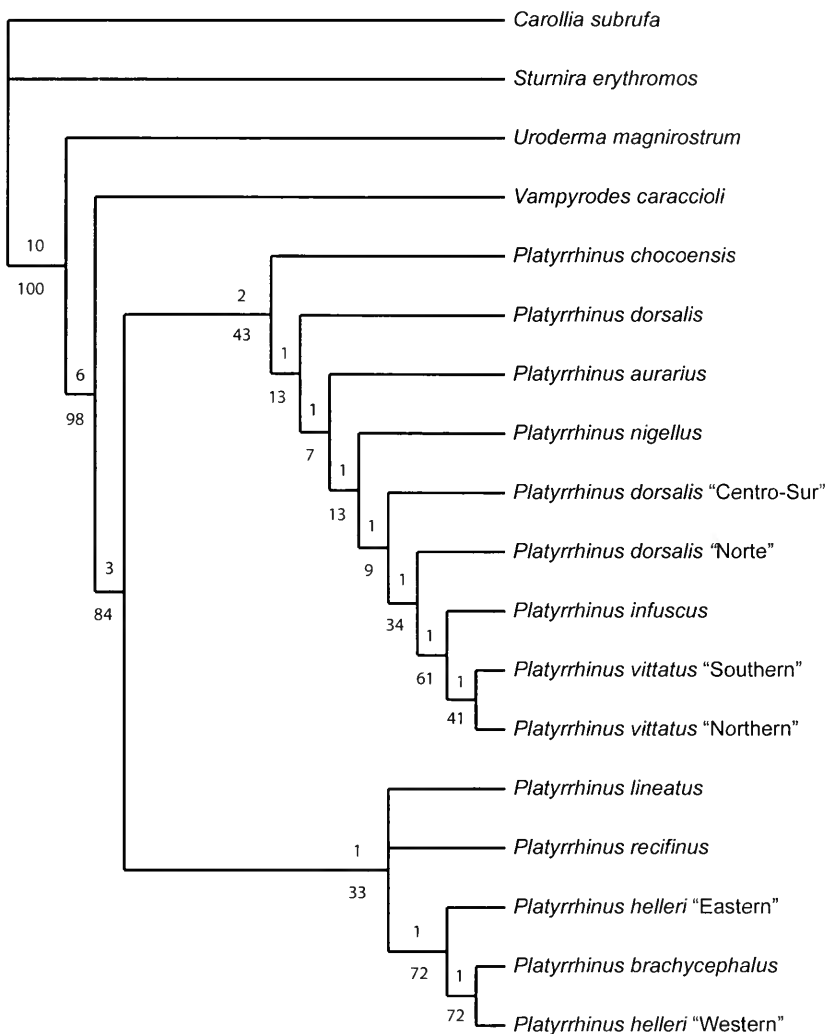 Carollia subrufa
Sturnira erythromos
Uroderma magnirostrum
Vampyrodes caraccioli
10
Platyrrhinus chocoensis
100
2
Platyrrhinus dorsalis
43
1
6
Platyrrhinus aurarius
13
98
1
Platyrrhinus nigellus
7
1
Platyrrhinus dorsalis “Centro-Sur”
13
1
Platyrrhinus dorsalis “Norte”
9
3
1
84
34
Platyrrhinus infuscus
1
Platyrrhinus vittatus “Southern”
61
1
41
Platyrrhinus vittatus “Northern”
Platyrrhinus lineatus
1
Platyrrhinus recifinus
33
Platyrrhinus helleri “Eastern”
1
72
Platyrrhinus brachycephalus
1
72
Platyrrhinus helleri “Western”